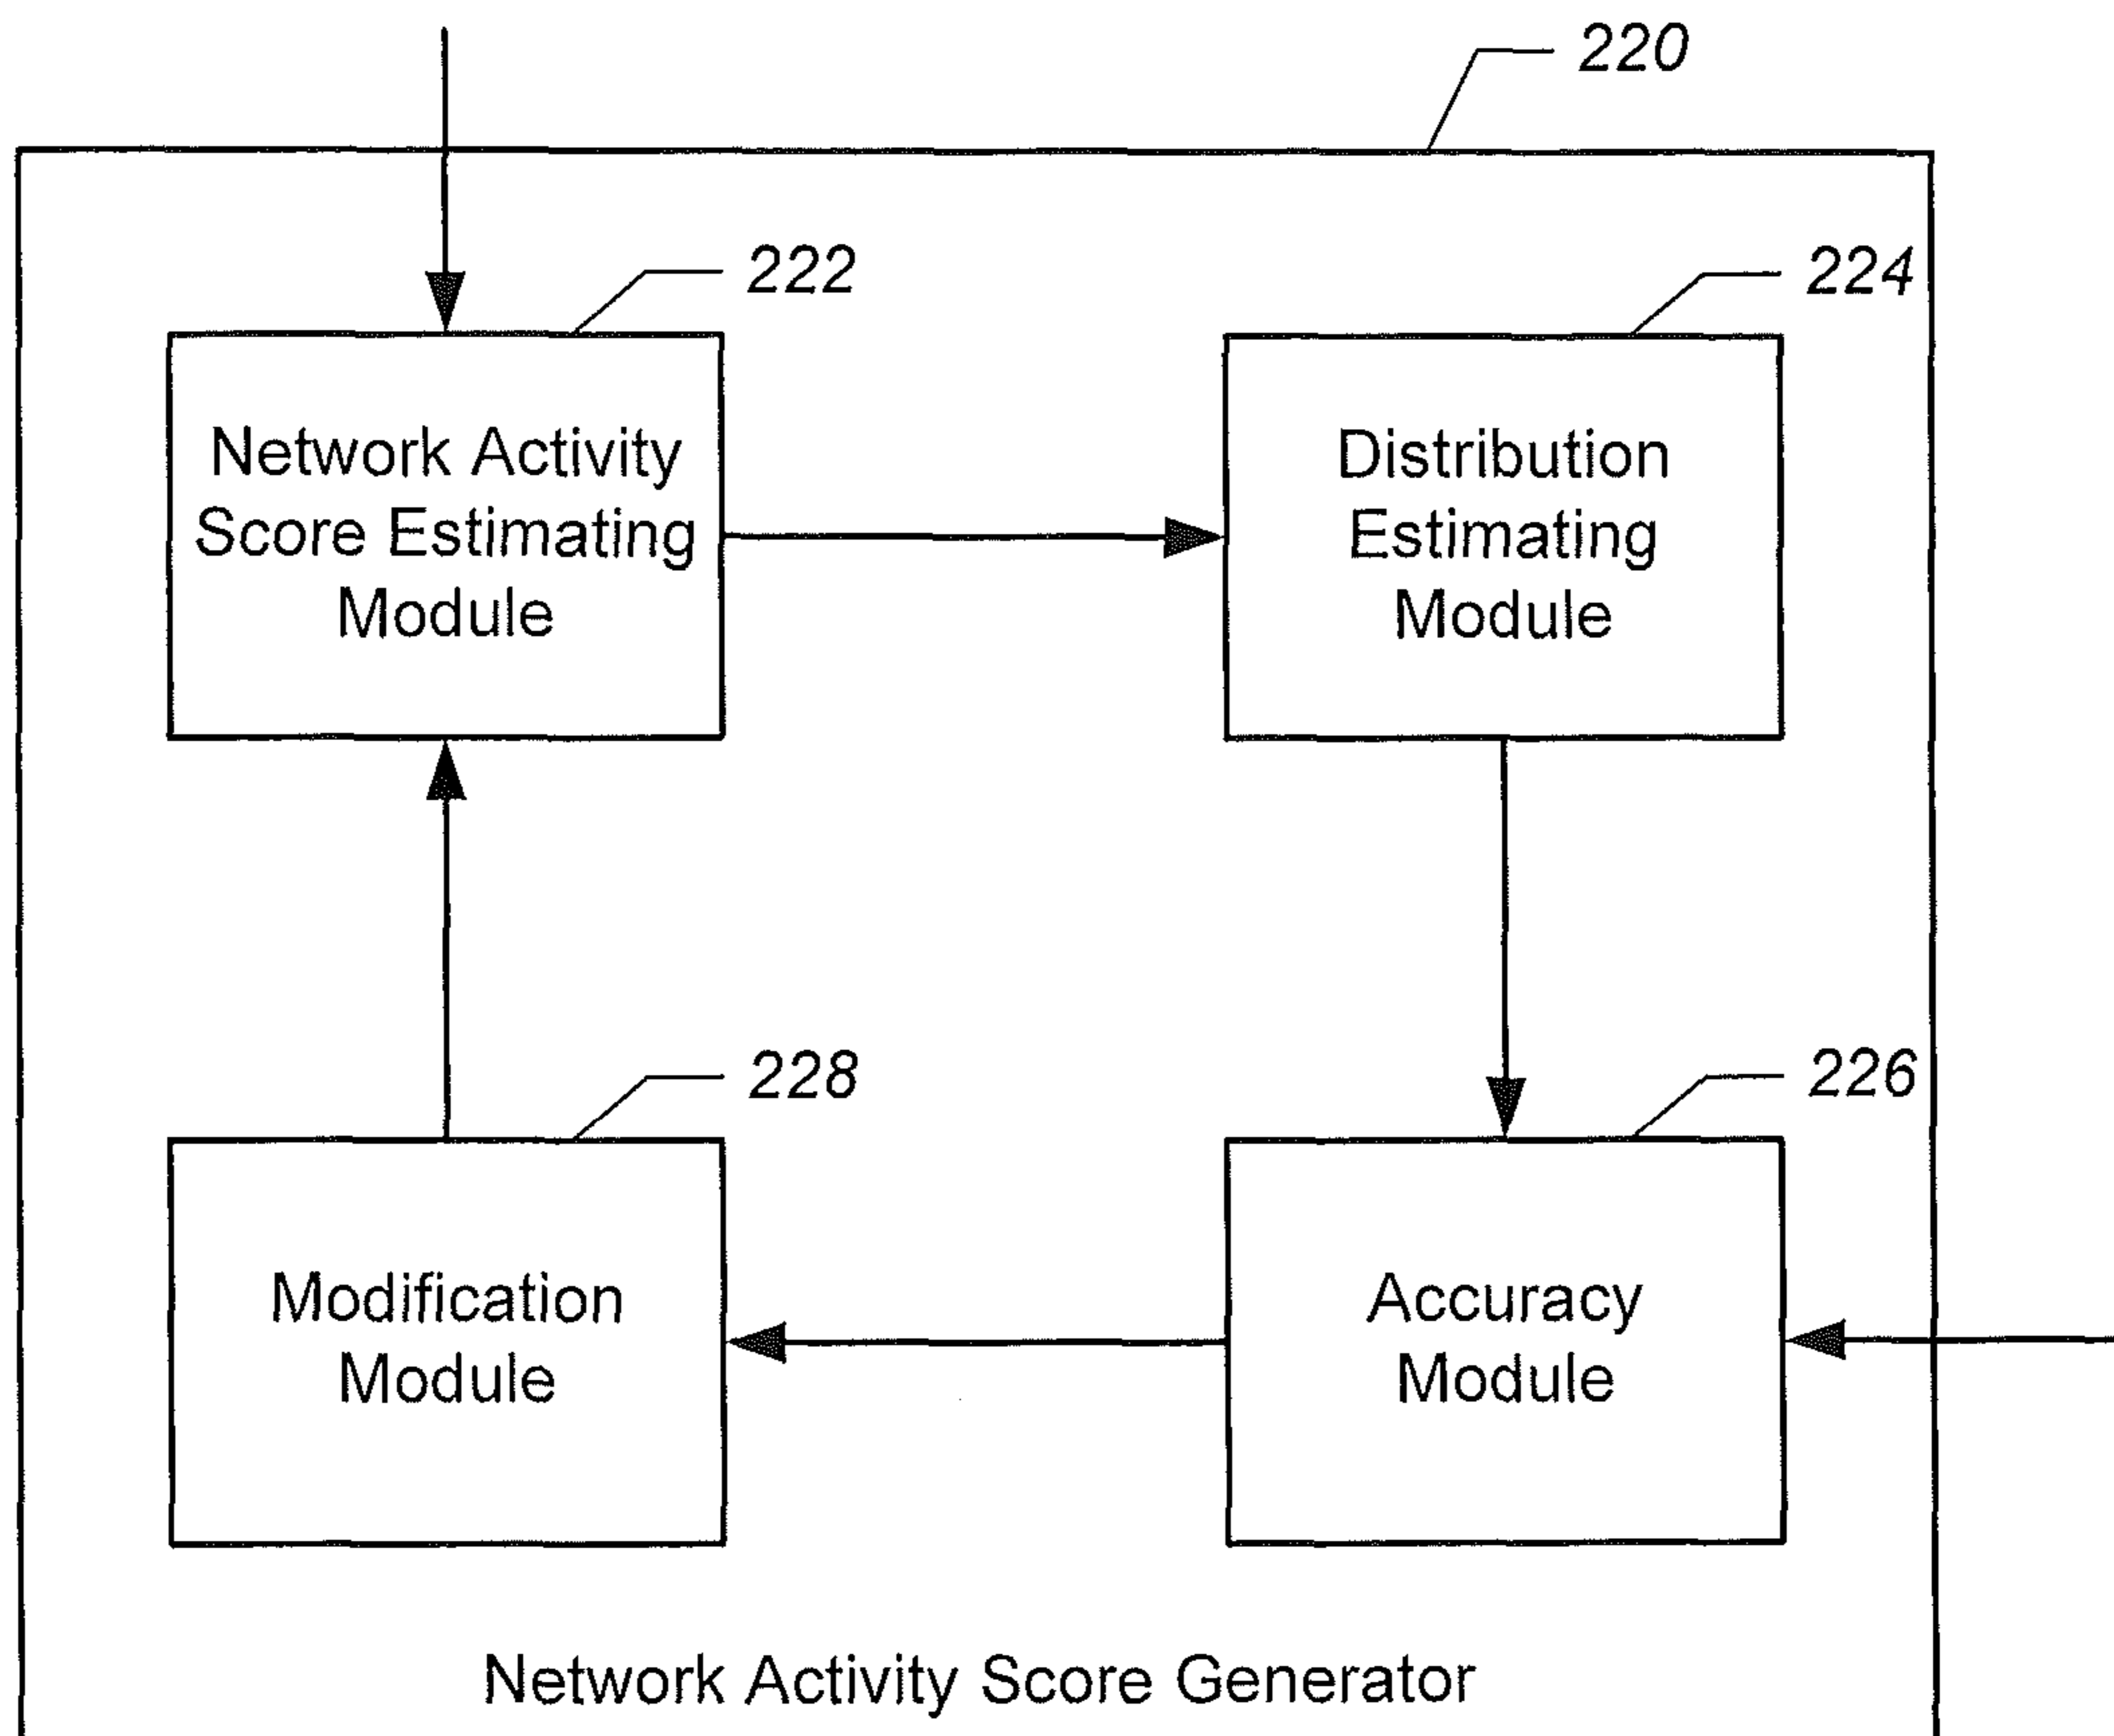 220
222
224
Network Activity
Score Estimating
Module
Distribution
Estimating
Module
228
226
Modification
Module
Accuracy
Module
Network Activity Score Generator